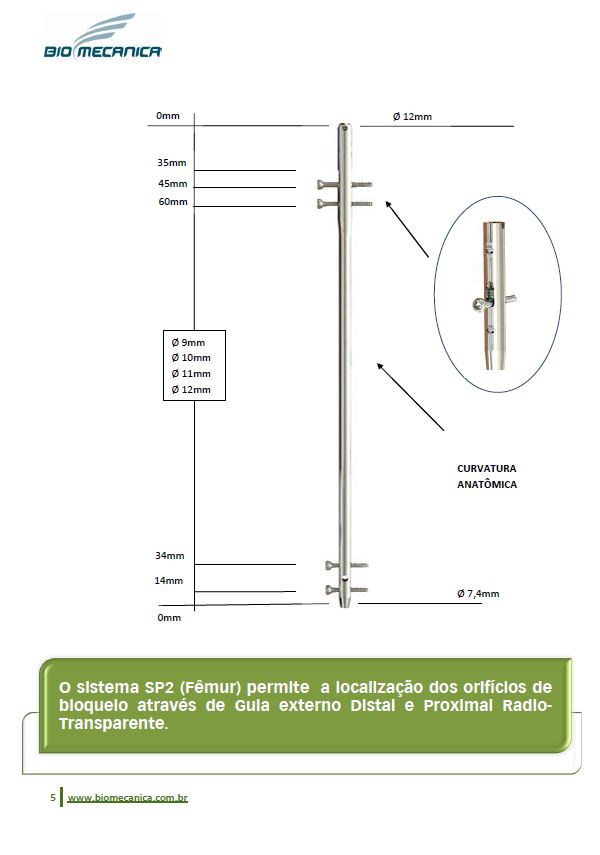 BIOMECANICA
0mm
Ø 12mm
35mm
45mm
60mm
Ø 9mm
Ø 10mm
Ø 11mm
Ø 12mm
CURVATURA
ANATÔMICA
34mm
14mm
Ø 7,4mm
0mm
O sistema SP2 (Fêmur) permite a localização dos orifícios de
bloqueio através de Guia externo Distal e Proximal Radio-
Transparente.
5 www.biomecanica.com.br